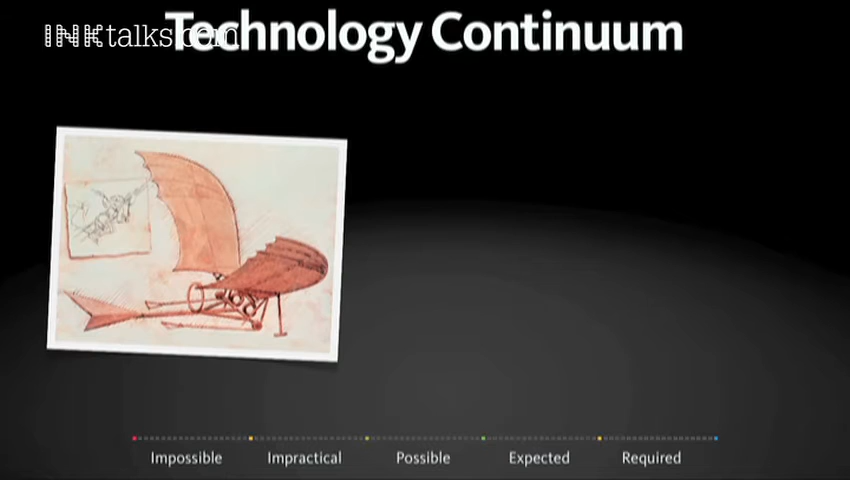 Technology Continuum
INKtalks.com
Impossible
Impractical
Possible
Expected
Required